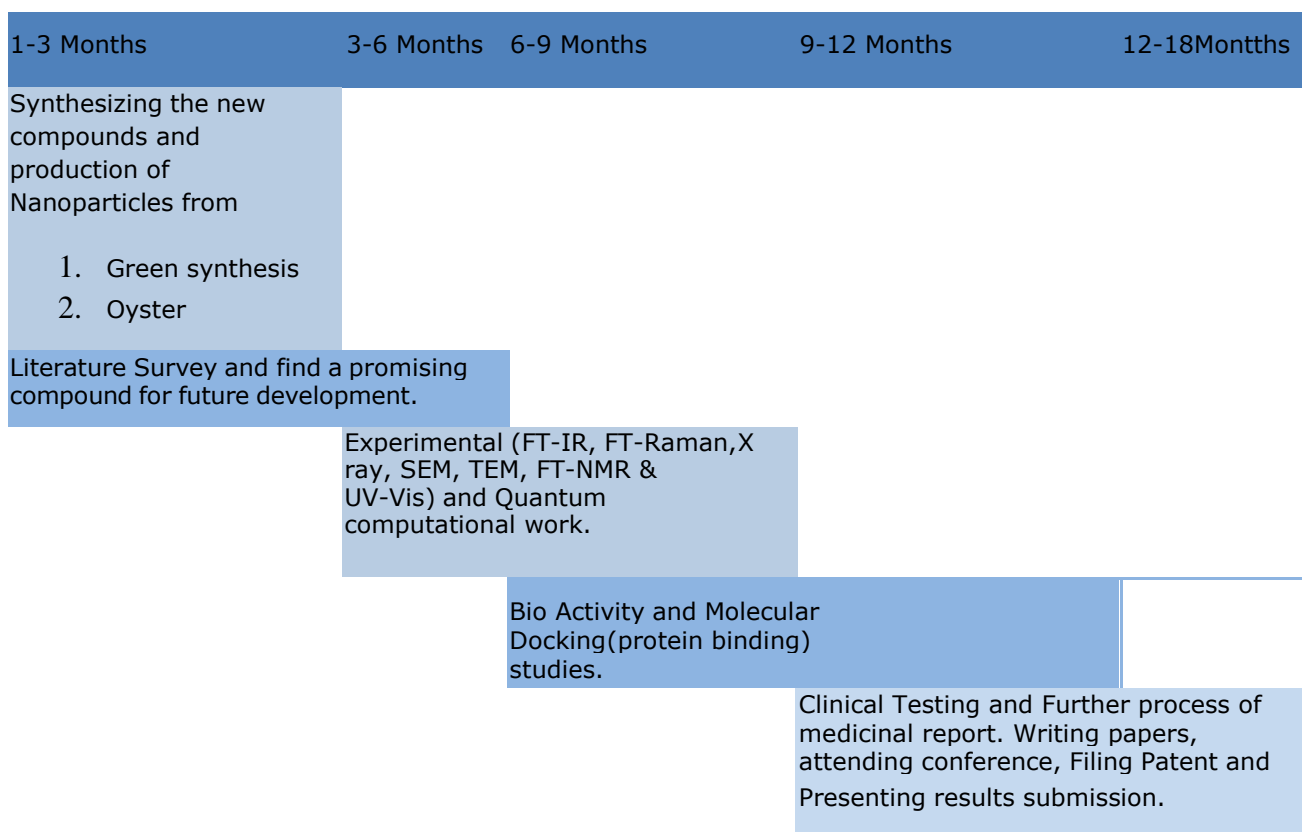 1-3 Months 3-6 Months 6-9 Months 9-12 Months 12-18Montths
Synthesizing the new
compounds and
production of
Nanoparticles from
1. Green synthesis
2. Oyster
Literature Survey and find a promising
compound for future development.
Experimental (FT-IR, FT-Raman,X
ray, SEM, TEM, FT-NMR &
UV-Vis) and Quantum
computational work.
Bio Activity and Molecular
Docking(protein binding)
studies.
Clinical Testing and Further process of
medicinal report. Writing papers,
attending conference, Filing Patent and
Presenting results submission.